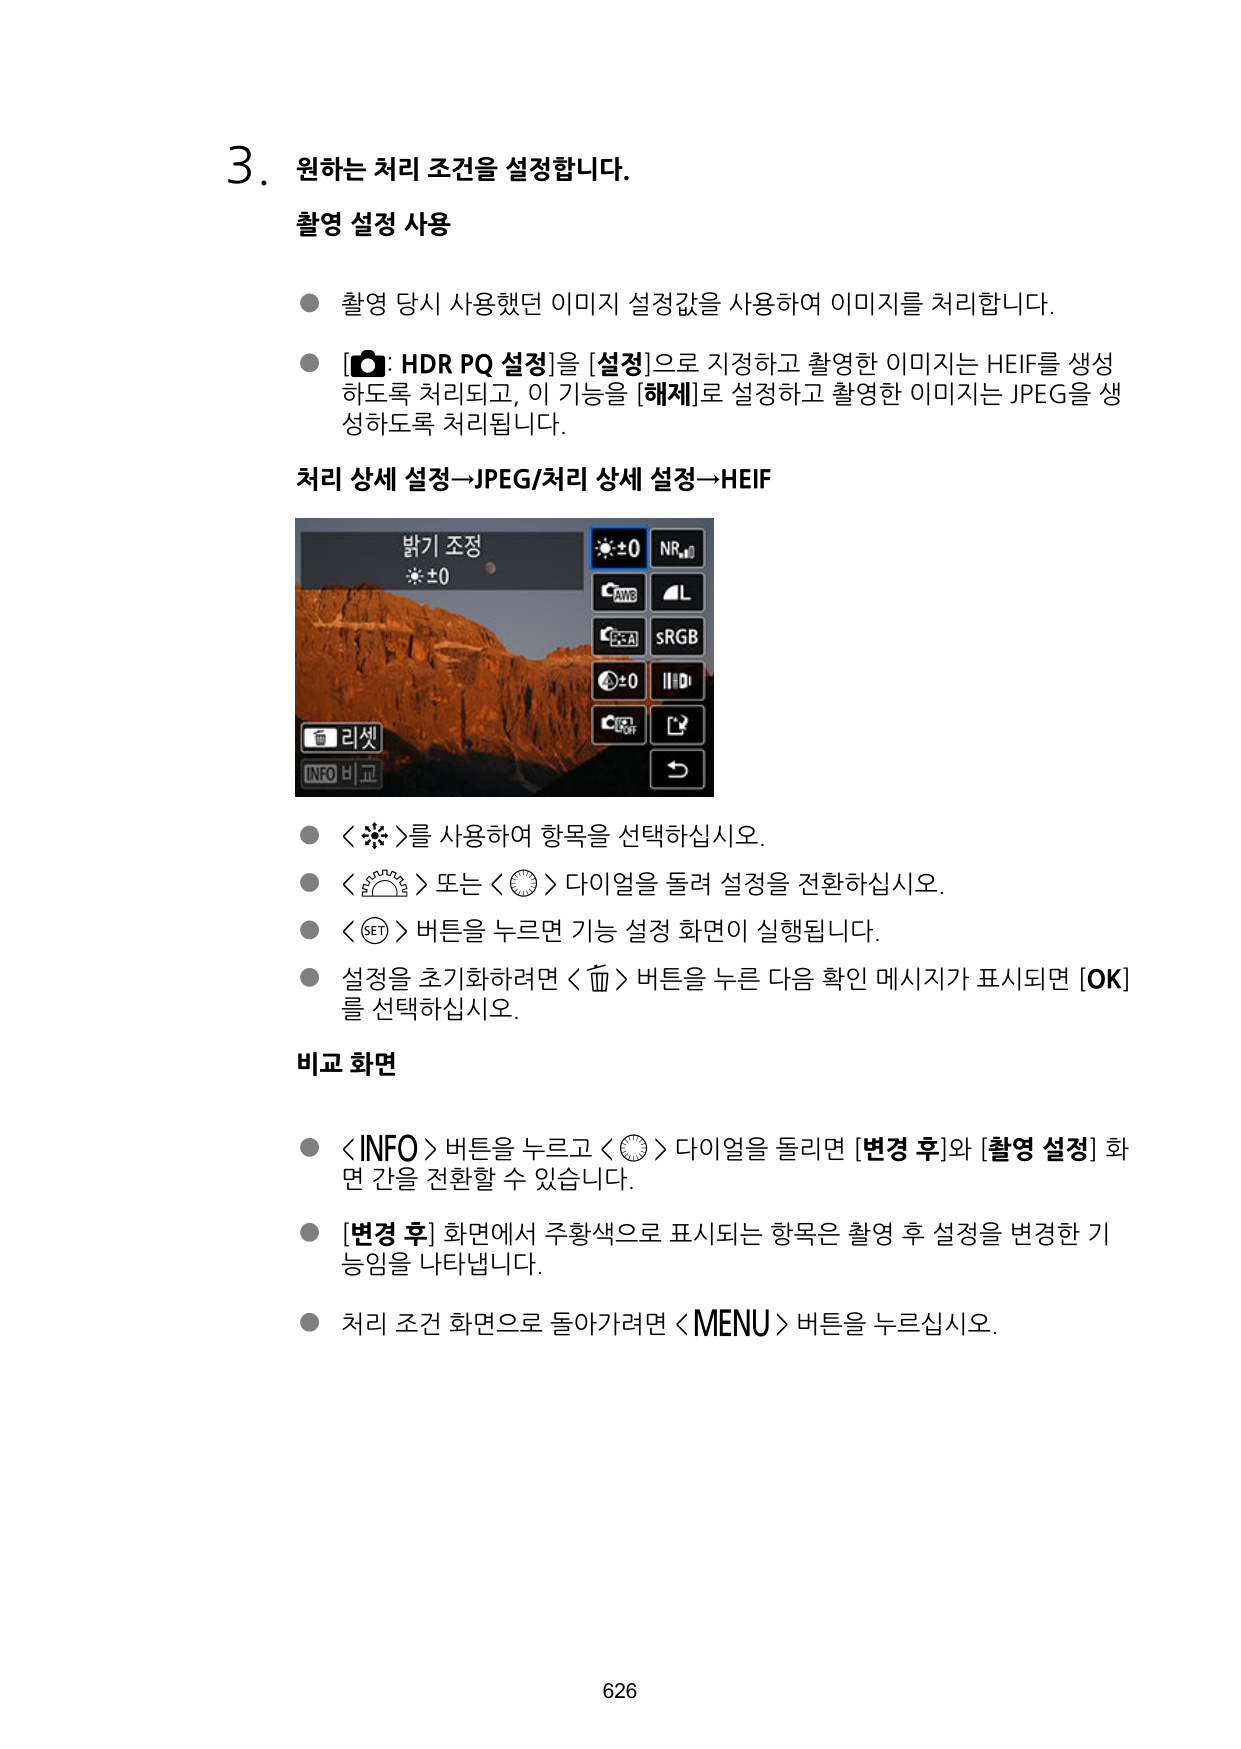 3. 원하는 처리 조건을 설정합니다.
촬영 설정 사용
● 촬영 당시 사용했던 이미지 설정값을 사용하여 이미지를 처리합니다.
● [: HDR PQ 설정]을 [설정]으로 지정하고 촬영한 이미지는 HEIF를 생성
하도록 처리되고, 이 기능을 [해제]로 설정하고 촬영한 이미지는 JPEG을 생
성하도록 처리됩니다.
처리 상세 설정→JPEG/처리 상세 설정→HEIF
밝기 조정
±0
±0 NR
AWB L
A sRGB
±0
OFF
리셋
INFO 비교
● < >를 사용하여 항목을 선택하십시오.
● < > 또는 < > 다이얼을 돌려 설정을 전환하십시오.
● < SET > 버튼을 누르면 기능 설정 화면이 실행됩니다.
● 설정을 초기화하려면 < > 버튼을 누른 다음 확인 메시지가 표시되면 [OK]
를 선택하십시오.
비교 화면
● < INFO > 버튼을 누르고 < > 다이얼을 돌리면 [변경 후]와 [촬영 설정] 화
면 간을 전환할 수 있습니다.
● [변경 후] 화면에서 주황색으로 표시되는 항목은 촬영 후 설정을 변경한 기
능임을 나타냅니다.
● 처리 조건 화면으로 돌아가려면 < MENU > 버튼을 누르십시오.
626